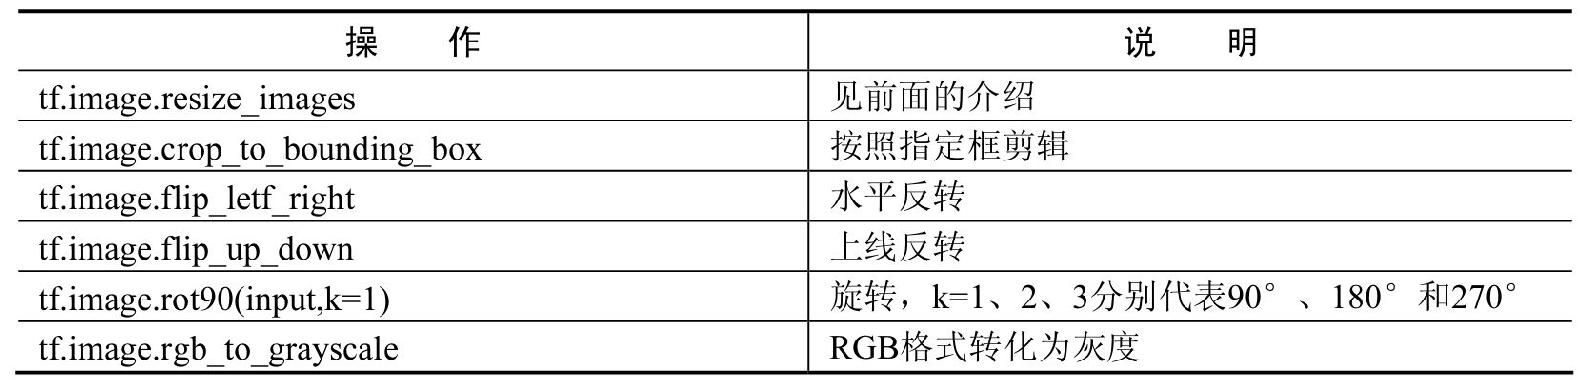 操 作 说 明
tf.image.resize_images 见前面的介绍
tf.image.crop_to_bounding_box 按照指定框剪辑
tf.image.flip_letf_right 水平反转
tf.image.flip_up_down 上线反转
tf.image.rot90(input,k=1) 旋转，k=1、2、3分别代表90°、180°和270°
tf.image.rgb_to_grayscale RGB格式转化为灰度